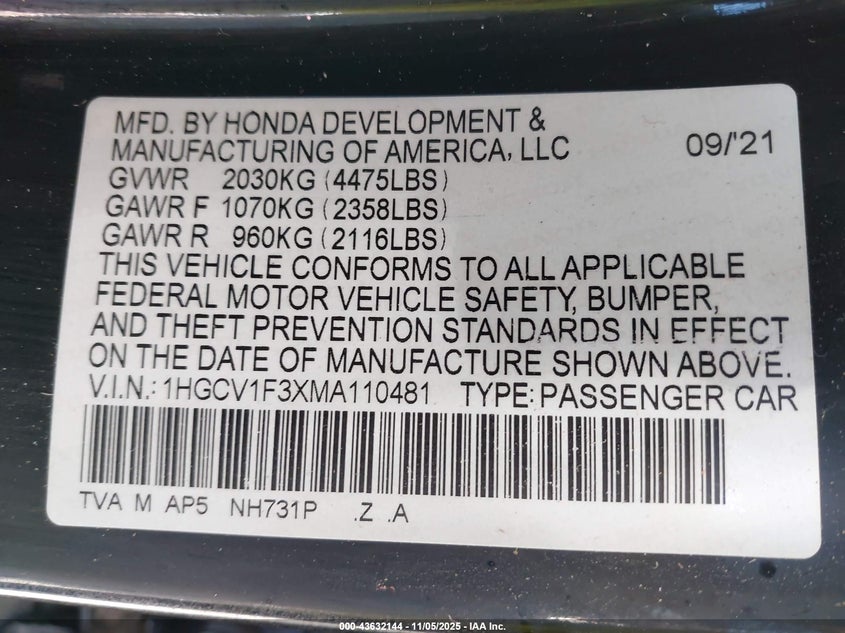 MFD. BY HONDA DEVELOPMENT &
MANUFACTURING OF AMERICA, LLC 09/'21
GVWR 2030KG (4475LBS)
GAWR F 1070KG (2358LBS)
GAWR R 960KG (2116LBS)
THIS VEHICLE CONFORMS TO ALL APPLICABLE
FEDERAL MOTOR VEHICLE SAFETY, BUMPER,
AND THEFT PREVENTION STANDARDS IN EFFECT
ON THE DATE OF MANUFACTURE SHOWN ABOVE.
V.I.N.: 1HGCV1F3XMA110481 TYPE: PASSENGER CAR
TVA M AP5 NH731P .Z .A
000-43632144 - 11/05/2025 - IAA Inc.